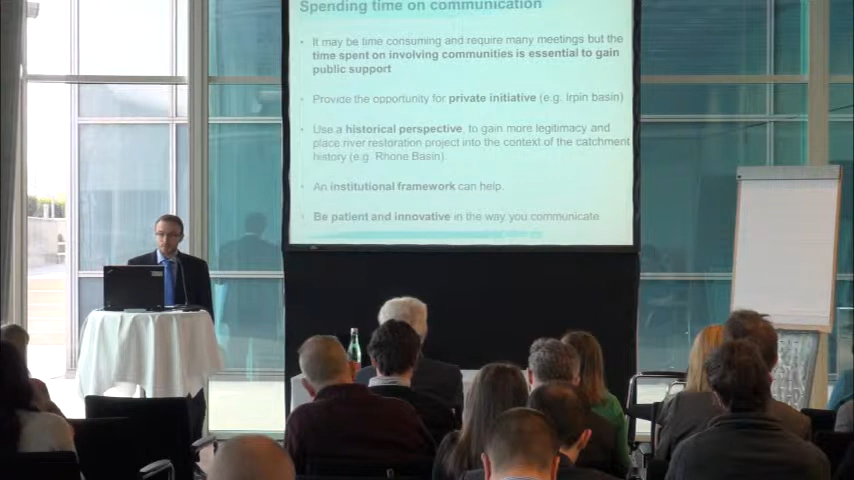 Spending time on communication
• It may be time consuming and require many meetings but the
time spent on involving communities is essential to gain
public support
• Provide the opportunity for private initiative (e.g. Irpin basin)
• Use a historical perspective, to gain more legitimacy and
place river restoration project into the context of the catchment
history (e.g. Rhone Basin).
• An institutional framework can help.
• Be patient and innovative in the way you communicate